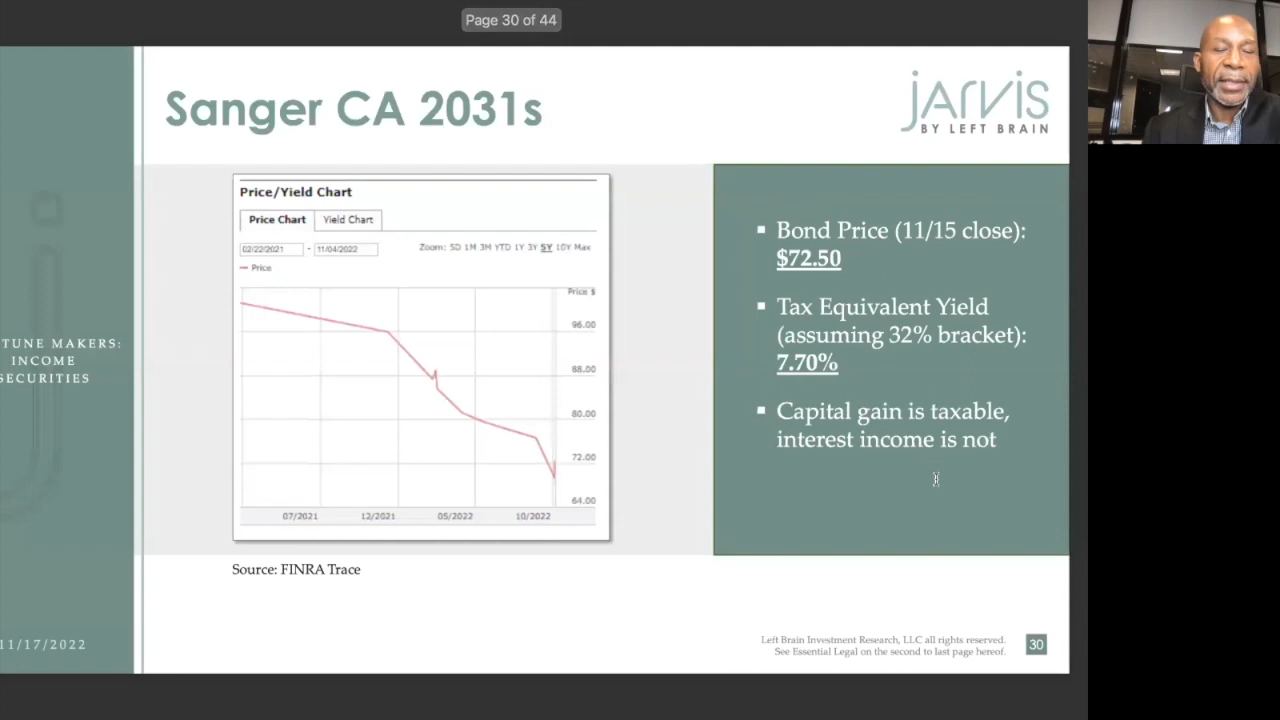 Page 30 of 44
Sanger CA 2031s
jarvis
BY LEFT BRAIN
Price/Yield Chart
Price Chart
Yield Chart
02/22/2021 - 11/04/2022
Zoom: 5D 1M 3M YTD 1Y 3Y 5Y 10Y Max
Price
Price $
96.00
88.00
80.00
72.00
64.00
07/2021 12/2021 05/2022 10/2022
Source: FINRA Trace
▪ Bond Price (11/15 close):
$72.50
▪ Tax Equivalent Yield
(assuming 32% bracket):
7.70%
▪ Capital gain is taxable,
interest income is not
TUNE MAKERS:
INCOME
SECURITIES
11/17/2022
Left Brain Investment Research, LLC all rights reserved.
See Essential Legal on the second to last page hereof.
30